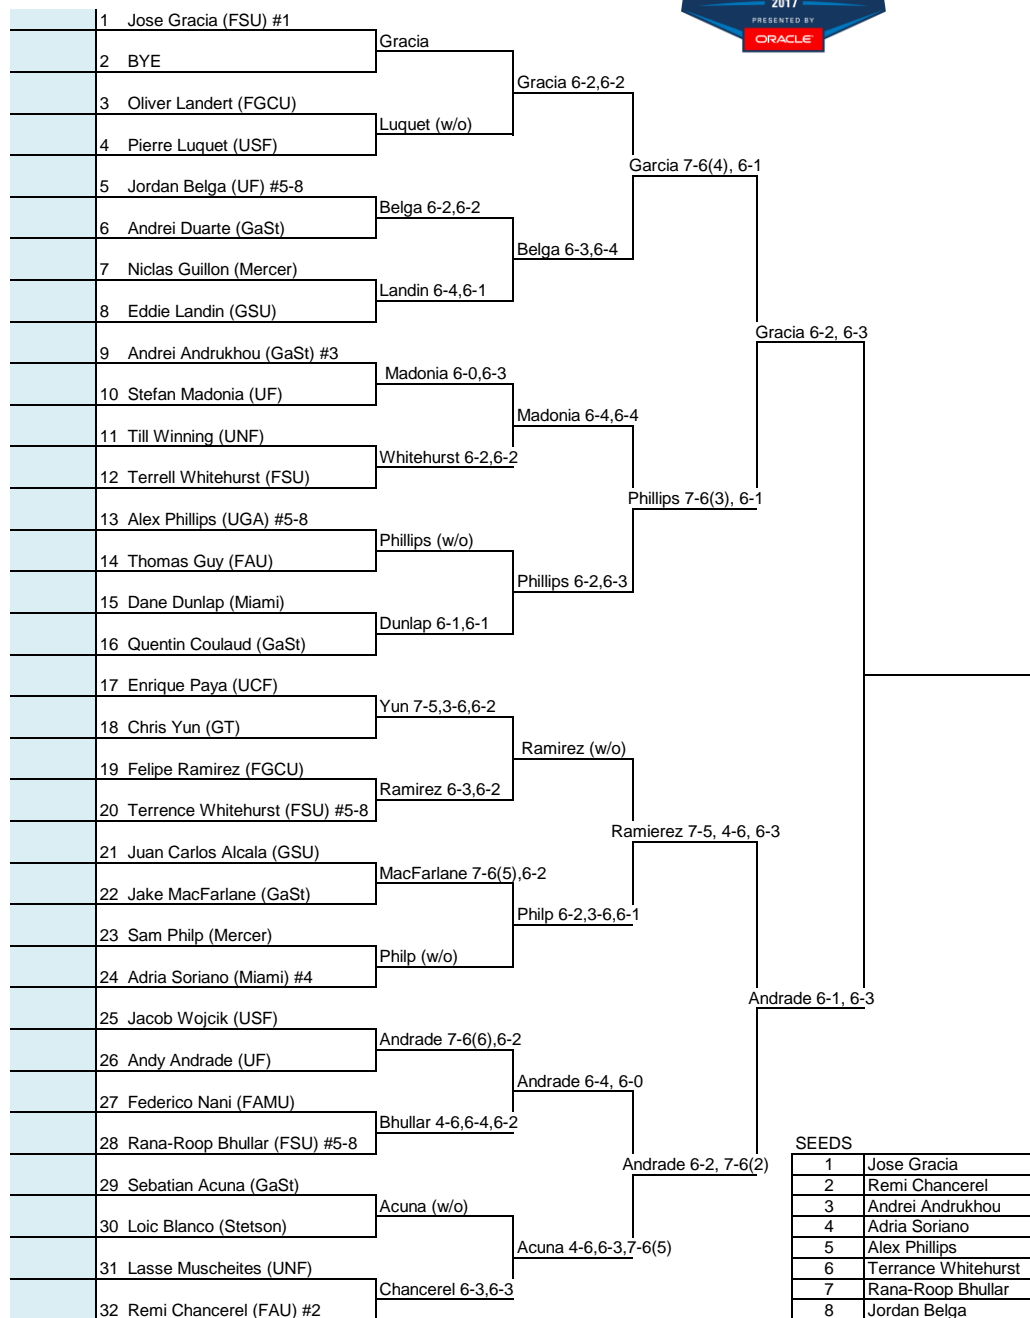 2017
PRESENTED BY
ORACLE
1 Jose Gracia (FSU) #1
Gracia
2 BYE
Gracia 6-2,6-2
3 Oliver Landert (FGCU)
Luquet (w/o)
4 Pierre Luquet (USF)
Garcia 7-6(4), 6-1
5 Jordan Belga (UF) #5-8
Belga 6-2,6-2
6 Andrei Duarte (GaSt)
Belga 6-3,6-4
7 Niclas Guillon (Mercer)
Landin 6-4,6-1
8 Eddie Landin (GSU)
Gracia 6-2, 6-3
9 Andrei Andrukhou (GaSt) #3
Madonia 6-0,6-3
10 Stefan Madonia (UF)
Madonia 6-4,6-4
11 Till Winning (UNF)
Whitehurst 6-2,6-2
12 Terrell Whitehurst (FSU)
Phillips 7-6(3), 6-1
13 Alex Phillips (UGA) #5-8
Phillips (w/o)
14 Thomas Guy (FAU)
Phillips 6-2,6-3
15 Dane Dunlap (Miami)
Dunlap 6-1,6-1
16 Quentin Coulaud (GaSt)
17 Enrique Paya (UCF)
Yun 7-5,3-6,6-2
18 Chris Yun (GT)
Ramirez (w/o)
19 Felipe Ramirez (FGCU)
Ramirez 6-3,6-2
20 Terrence Whitehurst (FSU) #5-8
Ramierez 7-5, 4-6, 6-3
21 Juan Carlos Alcala (GSU)
MacFarlane 7-6(5),6-2
22 Jake MacFarlane (GaSt)
Philp 6-2,3-6,6-1
23 Sam Philp (Mercer)
Philp (w/o)
24 Adria Soriano (Miami) #4
Andrade 6-1, 6-3
25 Jacob Wojcik (USF)
Andrade 7-6(6),6-2
26 Andy Andrade (UF)
Andrade 6-4, 6-0
27 Federico Nani (FAMU)
Bhullar 4-6,6-4,6-2
28 Rana-Roop Bhullar (FSU) #5-8
Andrade 6-2, 7-6(2)
29 Sebatian Acuna (GaSt)
Acuna (w/o)
30 Loic Blanco (Stetson)
Acuna 4-6,6-3,7-6(5)
31 Lasse Muscheites (UNF)
Chancerel 6-3,6-3
32 Remi Chancerel (FAU) #2
SEEDS
1 Jose Gracia
2 Remi Chancerel
3 Andrei Andrukhou
4 Adria Soriano
5 Alex Phillips
6 Terrance Whitehurst
7 Rana-Roop Bhullar
8 Jordan Belga